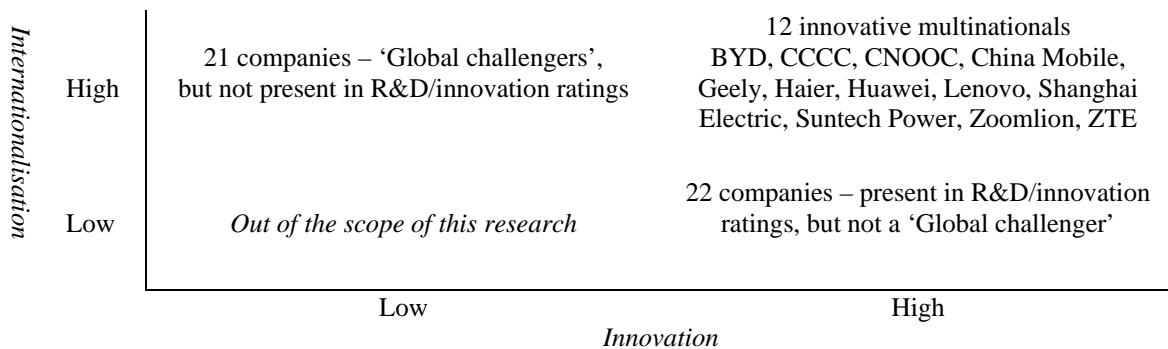 Internationalisation
High
21 companies – ‘Global challengers’,
but not present in R&D/innovation ratings
12 innovative multinationals
BYD, CCCC, CNOOC, China Mobile,
Geely, Haier, Huawei, Lenovo, Shanghai
Electric, Suntech Power, Zoomlion, ZTE
Low
Out of the scope of this research
22 companies – present in R&D/innovation
ratings, but not a ‘Global challenger’
Low
High
Innovation